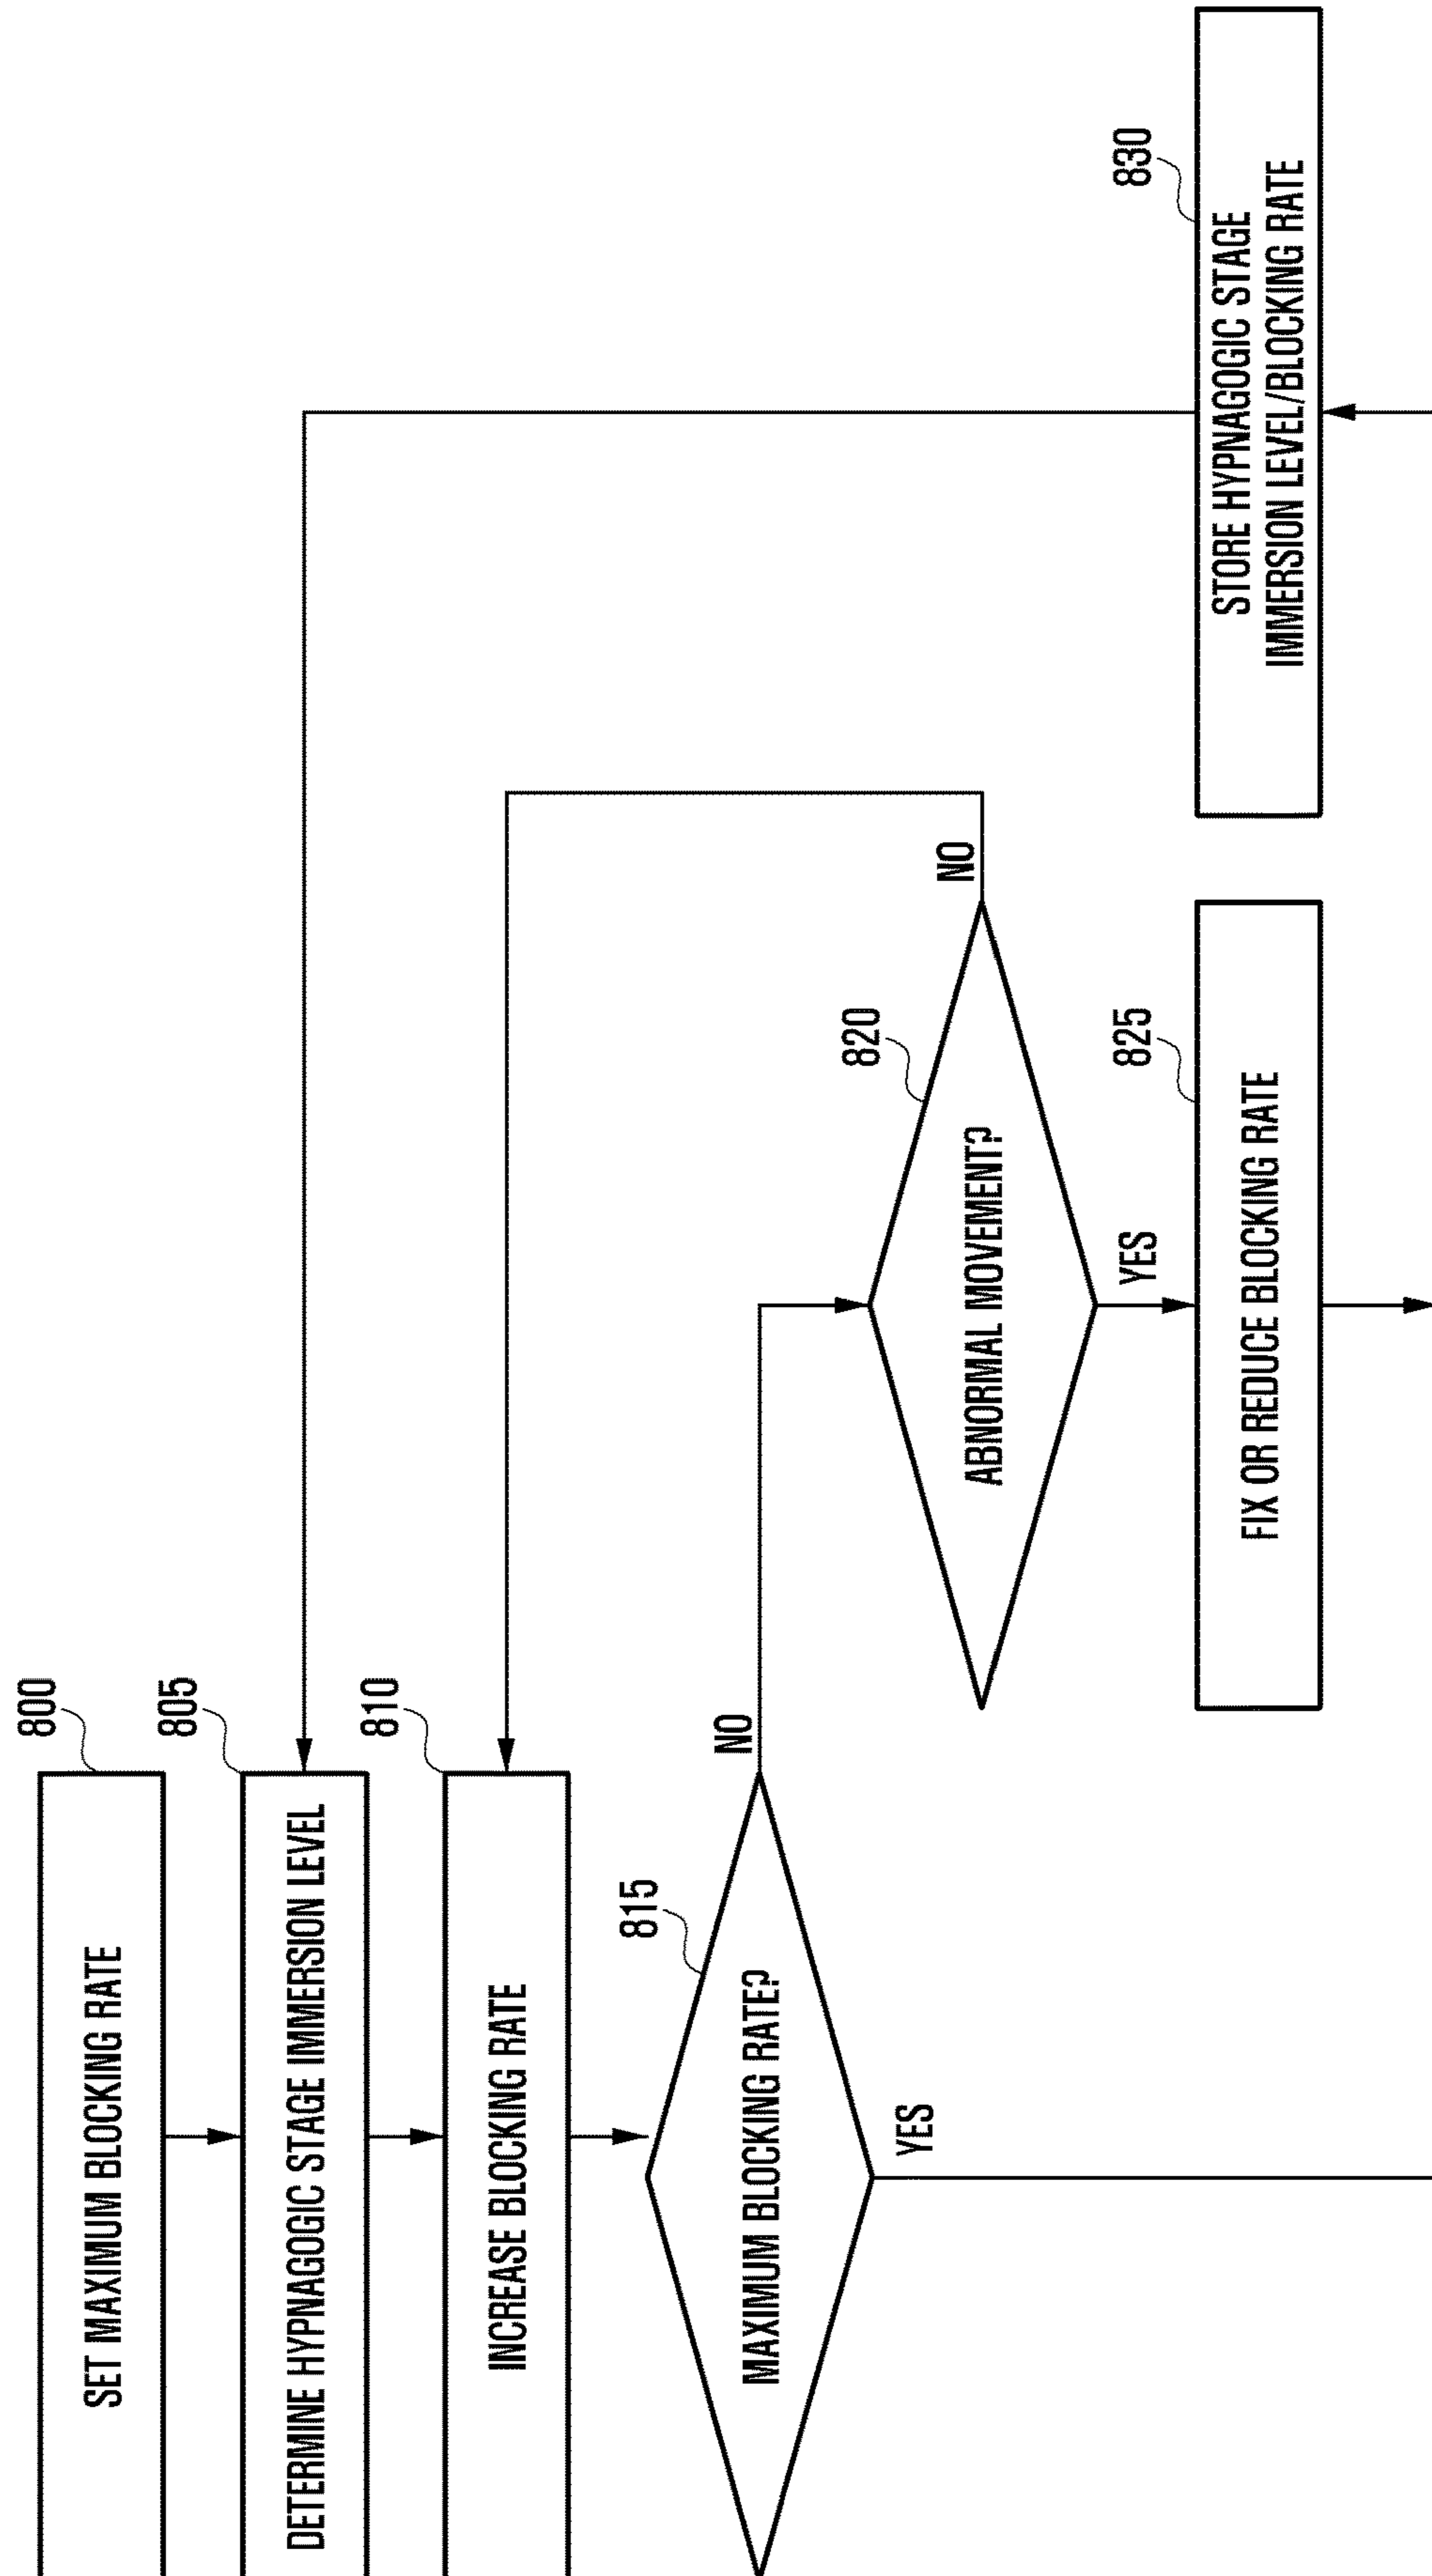 800
SET MAXIMUM BLOCKING RATE
805
DETERMINE HYPNAGOGIC STAGE IMMERSION LEVEL
810
INCREASE BLOCKING RATE
815
MAXIMUM BLOCKING RATE?
NO
YES
820
ABNORMAL MOVEMENT?
NO
YES
825
FIX OR REDUCE BLOCKING RATE
830
STORE HYPNAGOGIC STAGE
IMMERSION LEVEL/BLOCKING RATE